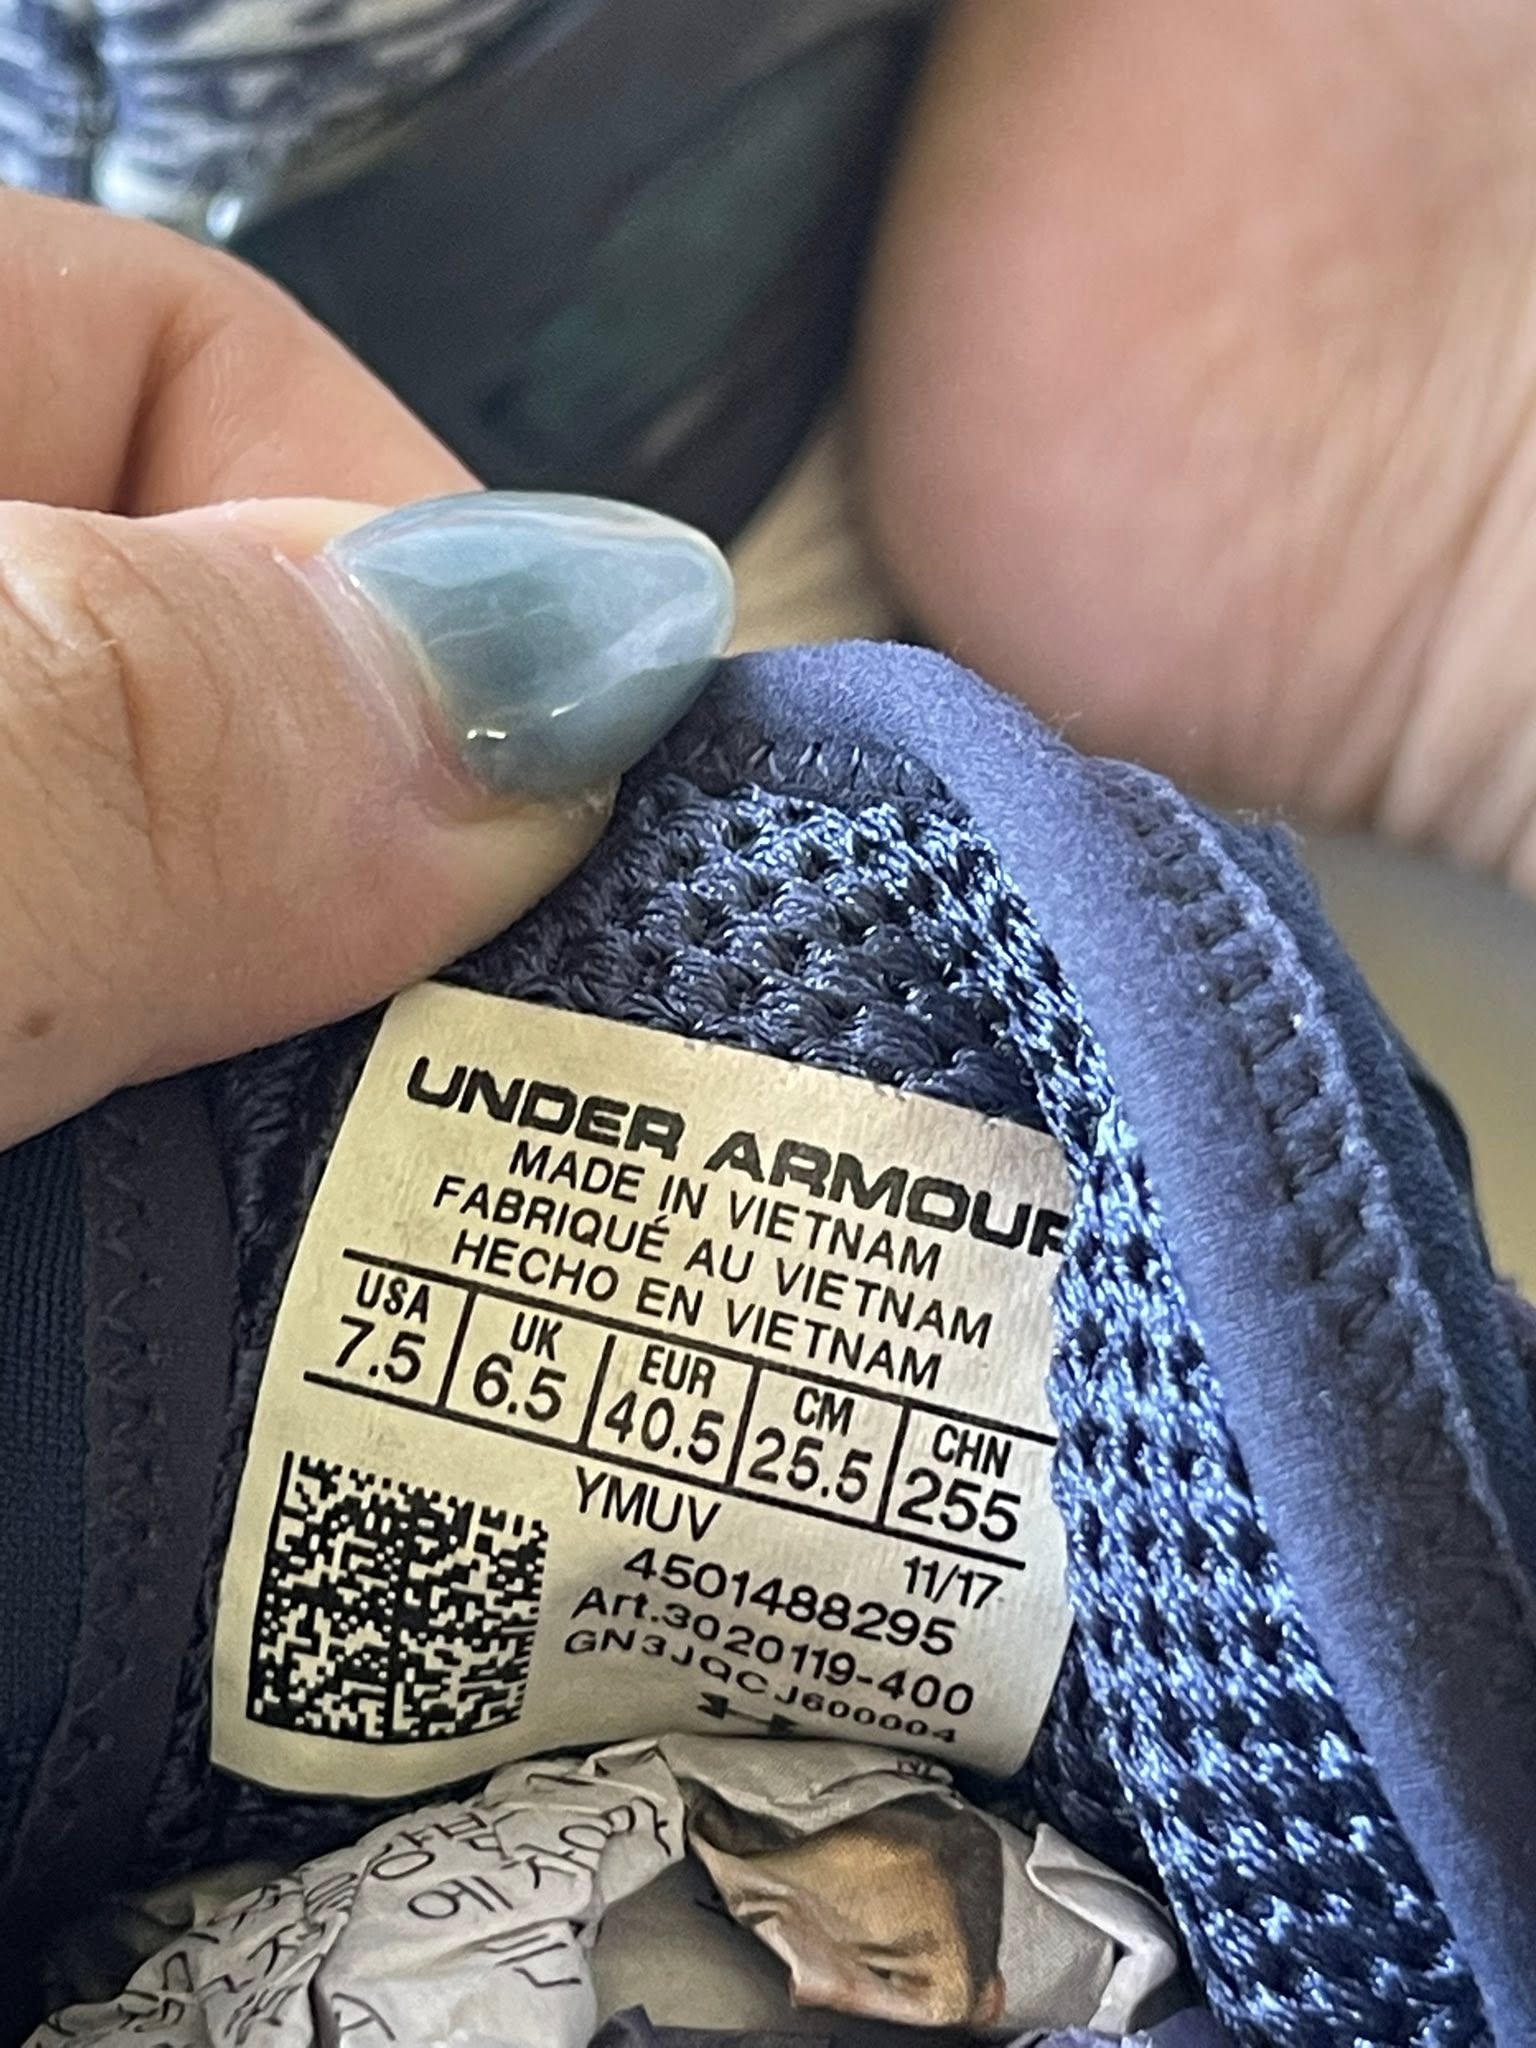 UNDER ARMOUR
MADE IN VIETNAM
FABRIQUÉ AU VIETNAM
HECHO EN VIETNAM
USA UK EUR CM CHN
7.5 6.5 40.5 25.5 255
YMUV 11/17
4501488295
Art.3020119-400
GN3JQCJ600004